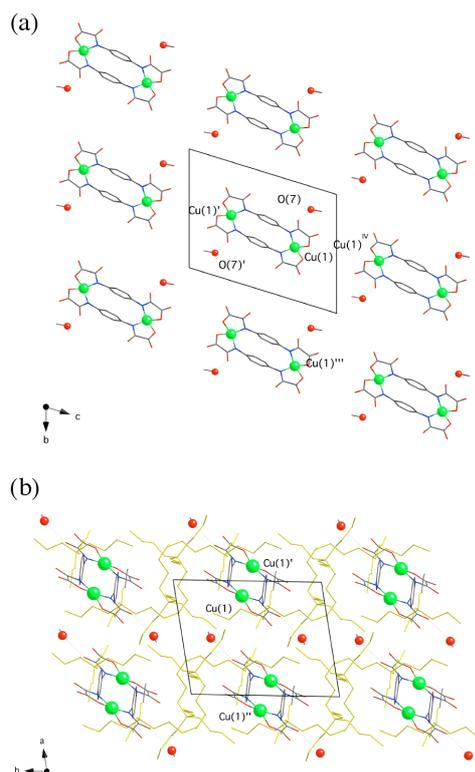 (a)
O(7)
Cu(1)'
Cu(1)
Cu(1)ᴵⱽ
O(7)'
Cu(1)'''
c
b
(b)
Cu(1)'
Cu(1)
Cu(1)''
a
b